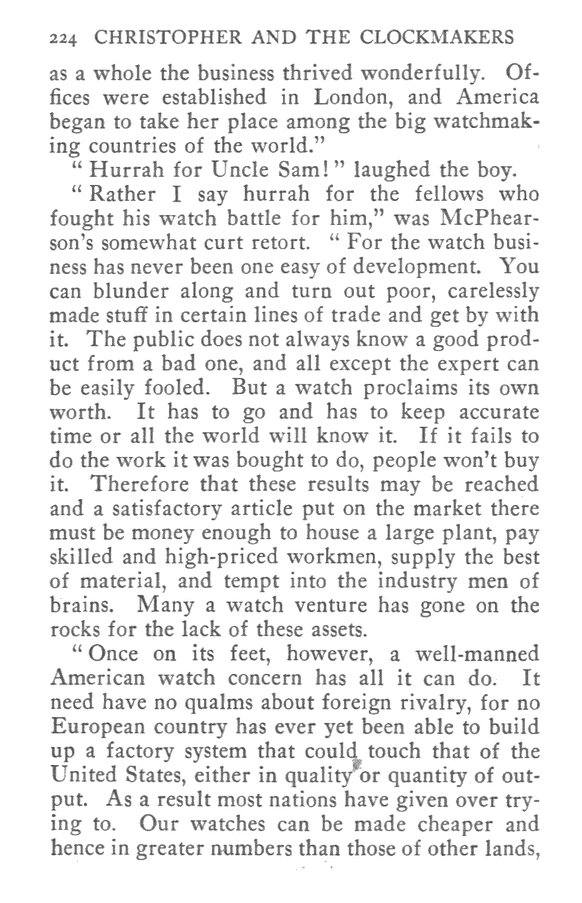 224 CHRISTOPHER AND THE CLOCKMAKERS
as a whole the business thrived wonderfully. Of-
fices were established in London, and America
began to take her place among the big watchmak-
ing countries of the world.”
“ Hurrah for Uncle Sam! ” laughed the boy.
“ Rather I say hurrah for the fellows who
fought his watch battle for him,” was McPhear-
son’s somewhat curt retort. “ For the watch busi-
ness has never been one easy of development. You
can blunder along and turn out poor, carelessly
made stuff in certain lines of trade and get by with
it. The public does not always know a good prod-
uct from a bad one, and all except the expert can
be easily fooled. But a watch proclaims its own
worth. It has to go and has to keep accurate
time or all the world will know it. If it fails to
do the work it was bought to do, people won’t buy
it. Therefore that these results may be reached
and a satisfactory article put on the market there
must be money enough to house a large plant, pay
skilled and high-priced workmen, supply the best
of material, and tempt into the industry men of
brains. Many a watch venture has gone on the
rocks for the lack of these assets.
“ Once on its feet, however, a well-manned
American watch concern has all it can do. It
need have no qualms about foreign rivalry, for no
European country has ever yet been able to build
up a factory system that could touch that of the
United States, either in quality or quantity of out-
put. As a result most nations have given over try-
ing to. Our watches can be made cheaper and
hence in greater numbers than those of other lands,